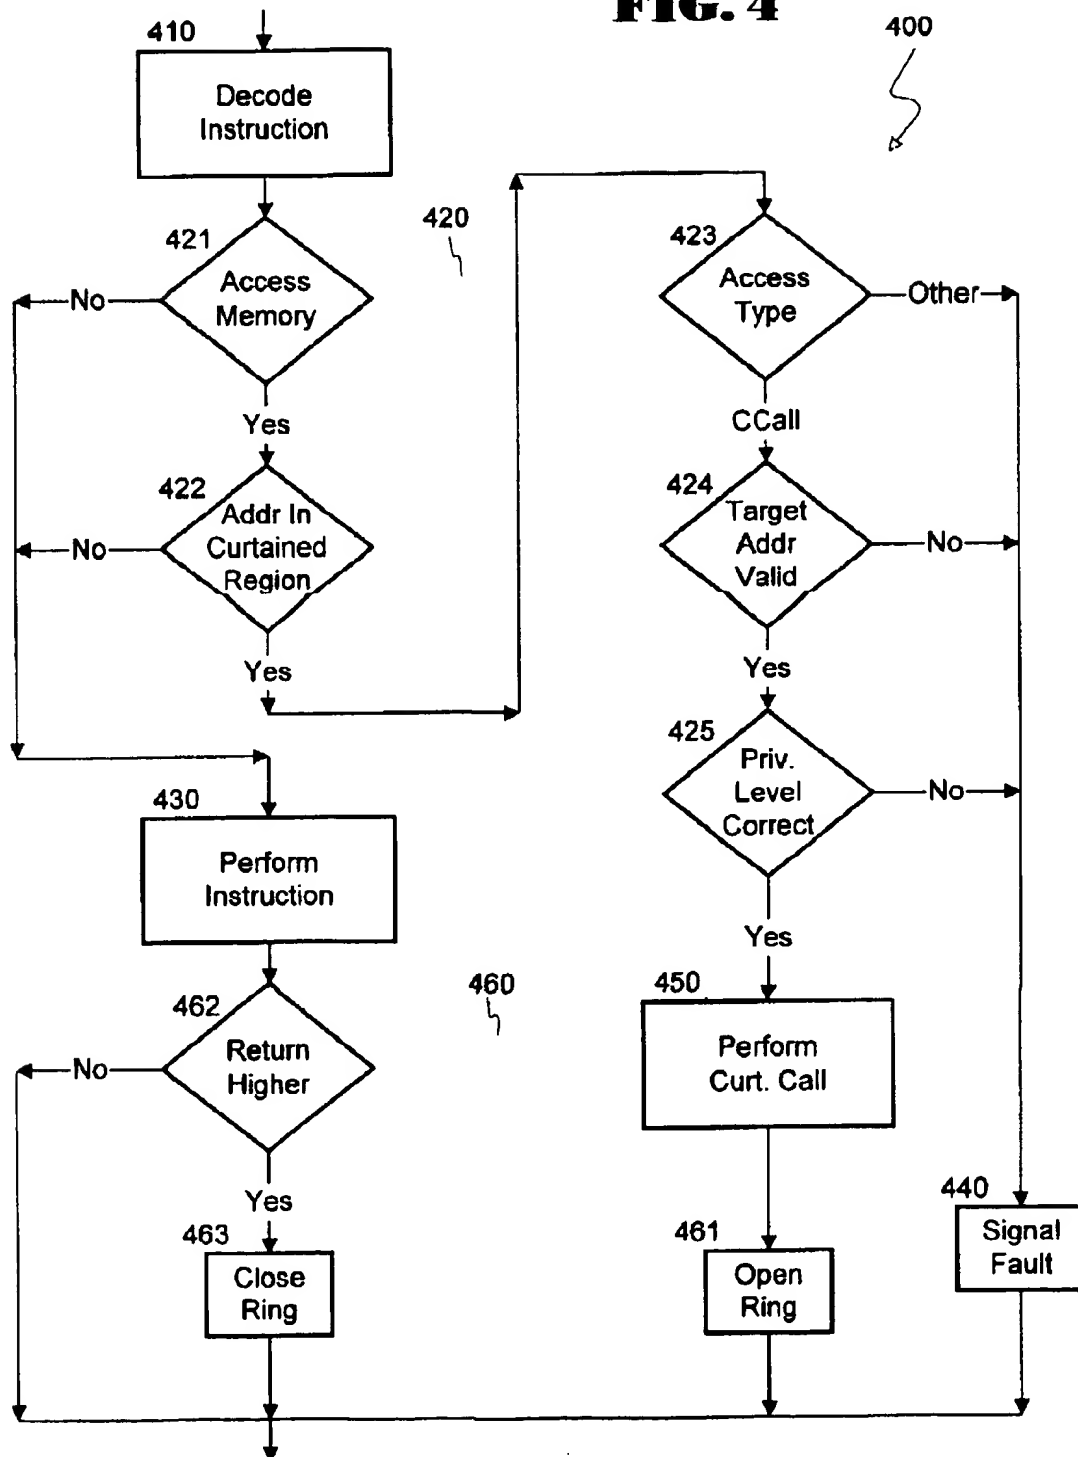 FIG. 4
400
410
Decode
Instruction
420
421
Access
Memory
No
Yes
422
Addr In
Curtained
Region
No
Yes
423
Access
Type
Other
CCall
424
Target
Addr
Valid
No
Yes
425
Priv.
Level
Correct
No
Yes
430
Perform
Instruction
460
462
Return
Higher
No
Yes
463
Close
Ring
450
Perform
Curt. Call
461
Open
Ring
440
Signal
Fault